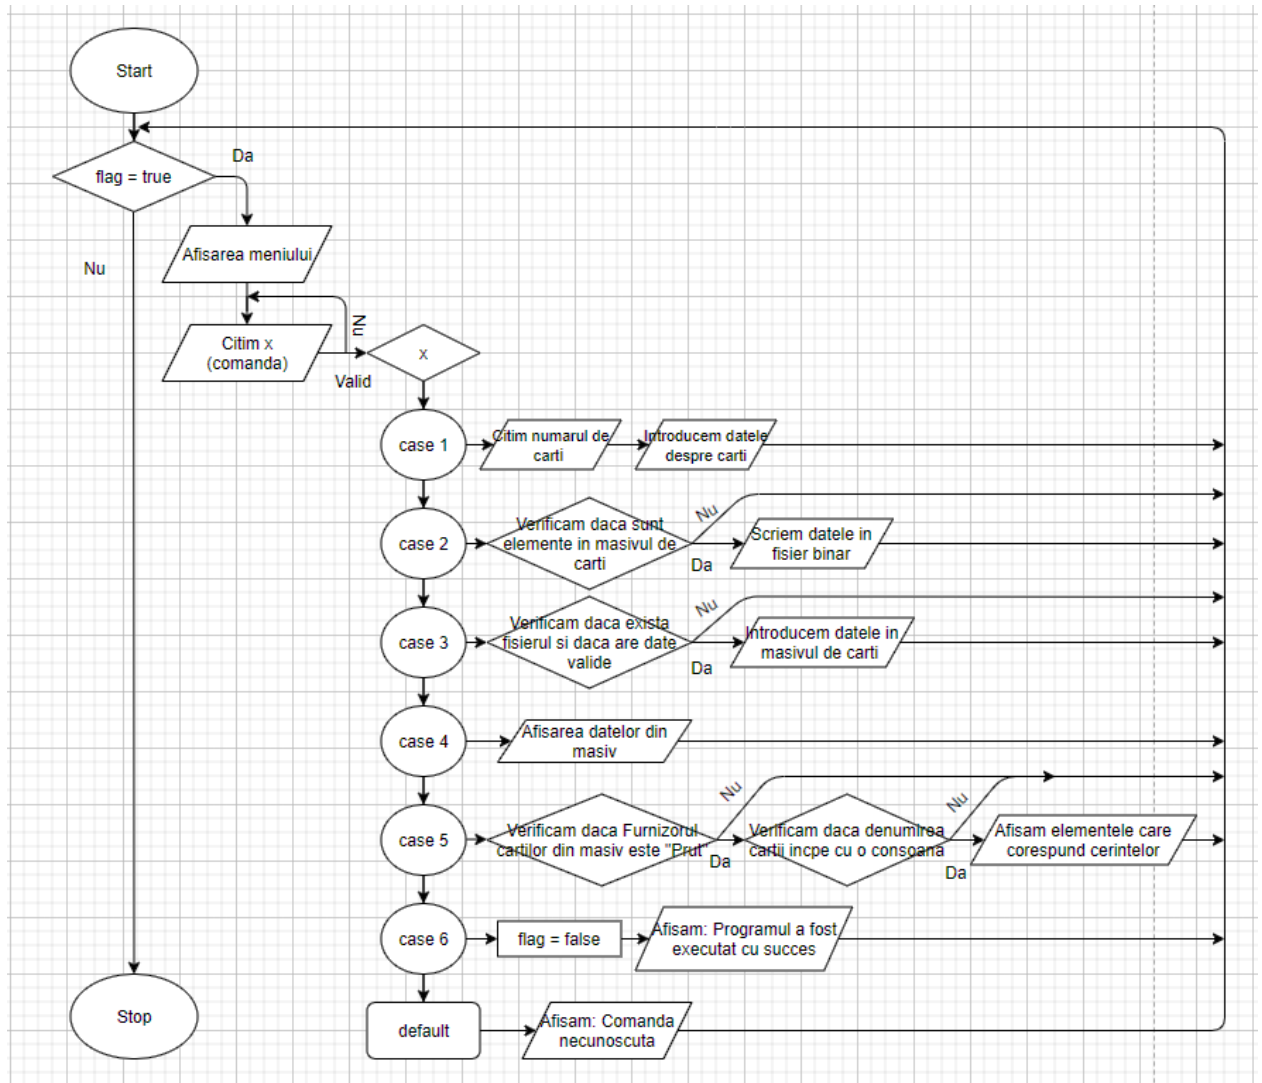 Start
flag = true
Da
Nu
Afisarea meniului
Citim x
(comanda)
Nu
Valid
x
case 1
Citim numarul de
carti
Introducem datele
despre carti
case 2
Verificam daca sunt
elemente in masivul de
carti
Nu
Da
Scriem datele in
fisier binar
case 3
Verificam daca exista
fisierul si daca are date
valide
Nu
Da
Introducem datele in
masivul de carti
case 4
Afisarea datelor din
masiv
case 5
Verificam daca Furnizorul
cartilor din masiv este "Prut"
Nu
Da
Verificam daca denumirea
cartii incpe cu o consoana
Nu
Da
Afisam elementele care
corespund cerintelor
case 6
flag = false
Afisam: Programul a fost
executat cu succes
Stop
default
Afisam: Comanda
necunoscuta